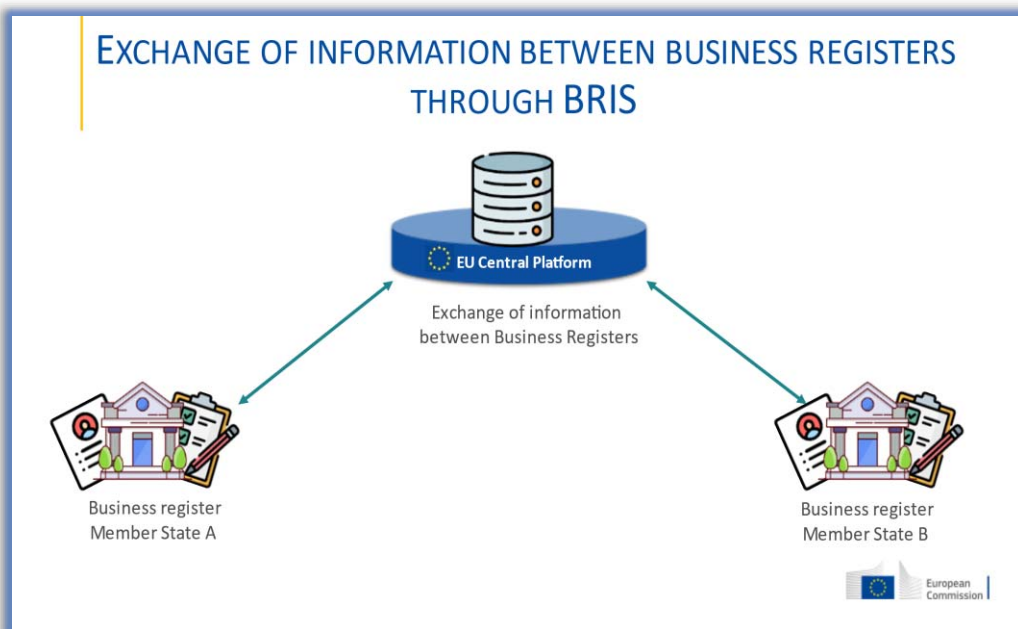 EXCHANGE OF INFORMATION BETWEEN BUSINESS REGISTERS
THROUGH BRIS
EU Central Platform
Exchange of information
between Business Registers
Business register
Member State A
Business register
Member State B
European
Commission